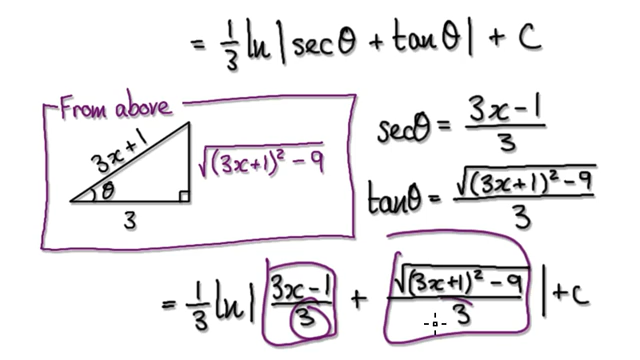 = 1/3 ln | secθ + tanθ | + C
From above
3x+1
θ
3
√((3x+1)² - 9)
secθ = (3x-1)/3
tanθ = √((3x+1)² - 9)/3
= 1/3 ln | (3x-1)/3 + √((3x+1)² - 9)/3 | + C